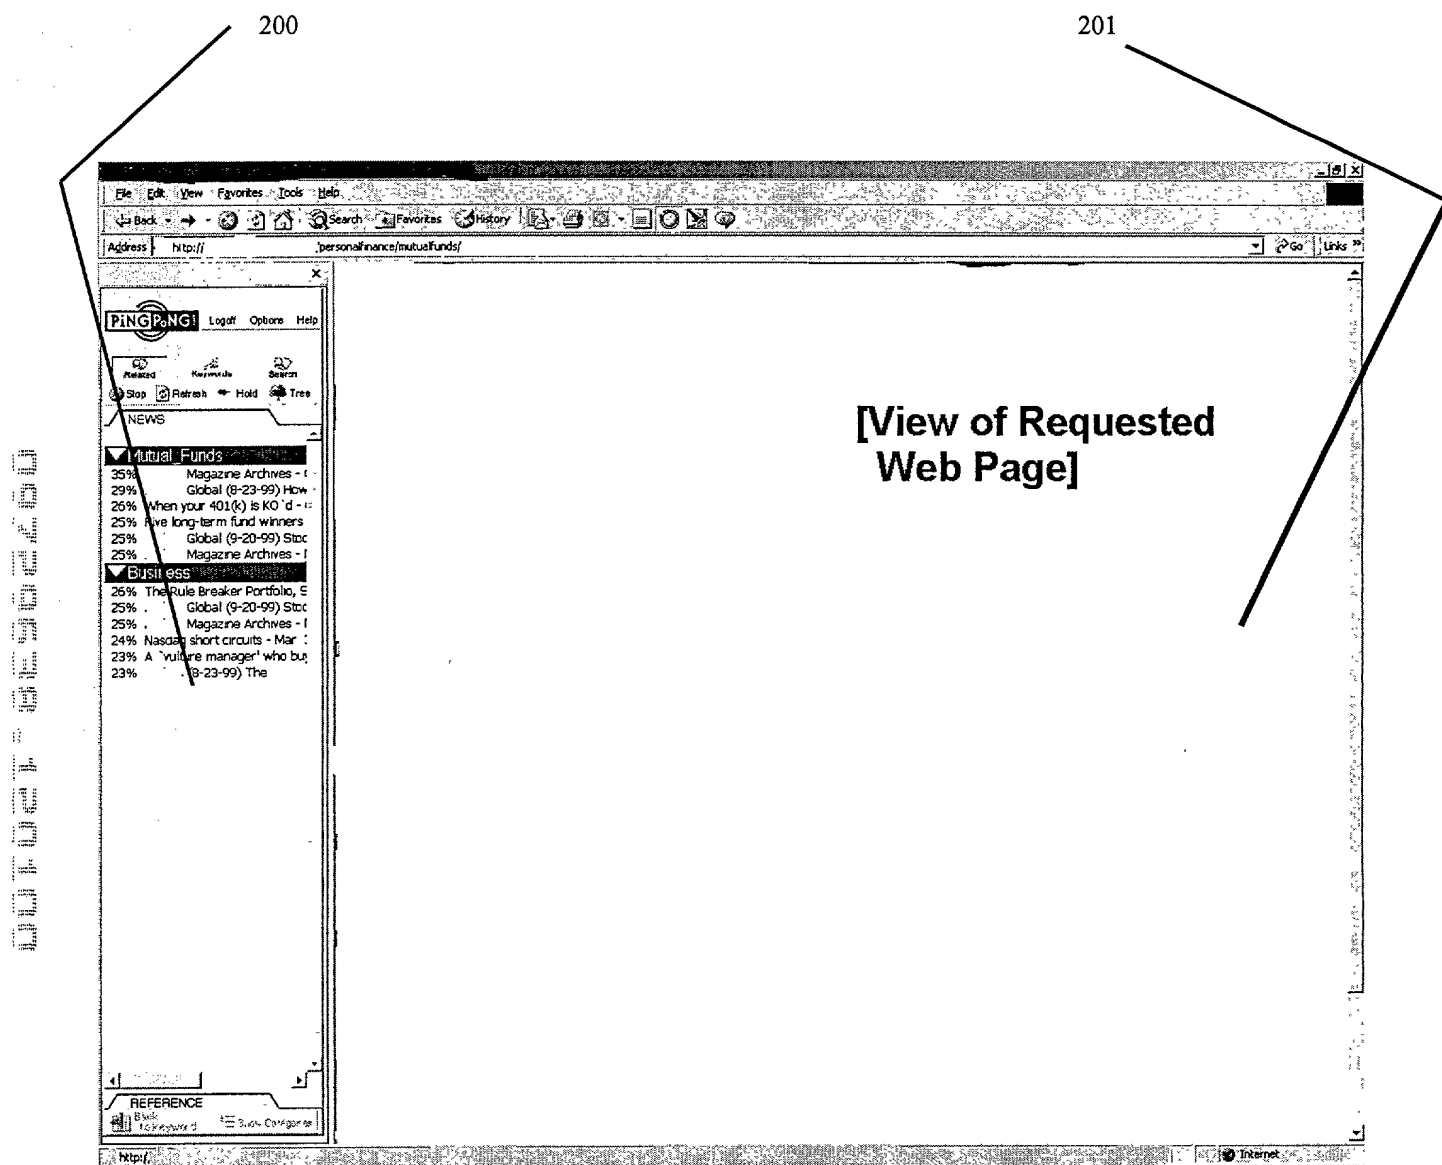 200 201
File Edit View Favorites Tools Help
Back Search Favorites History
Address http:// /personalfinance/mutualfunds/ Go Links »
PiNGPoNG Logoff Options Help
Related Keywords Search
Stop Refresh Hold Tree
NEWS
Mutual_Funds
35% Magazine Archives -
29% Global (8-23-99) How
26% When your 401(k) is KO`d -
25% Five long-term fund winners
25% Global (9-20-99) Stoc
25% . Magazine Archives -
Business
26% The Rule Breaker Portfolio, S
25% . Global (9-20-99) Stoc
25% . Magazine Archives -
24% Nasdaq short circuits - Mar
23% A `vulture manager' who buy
23% (8-23-99) The
[View of Requested
Web Page]
REFERENCE
Show Categories
http:/ Internet